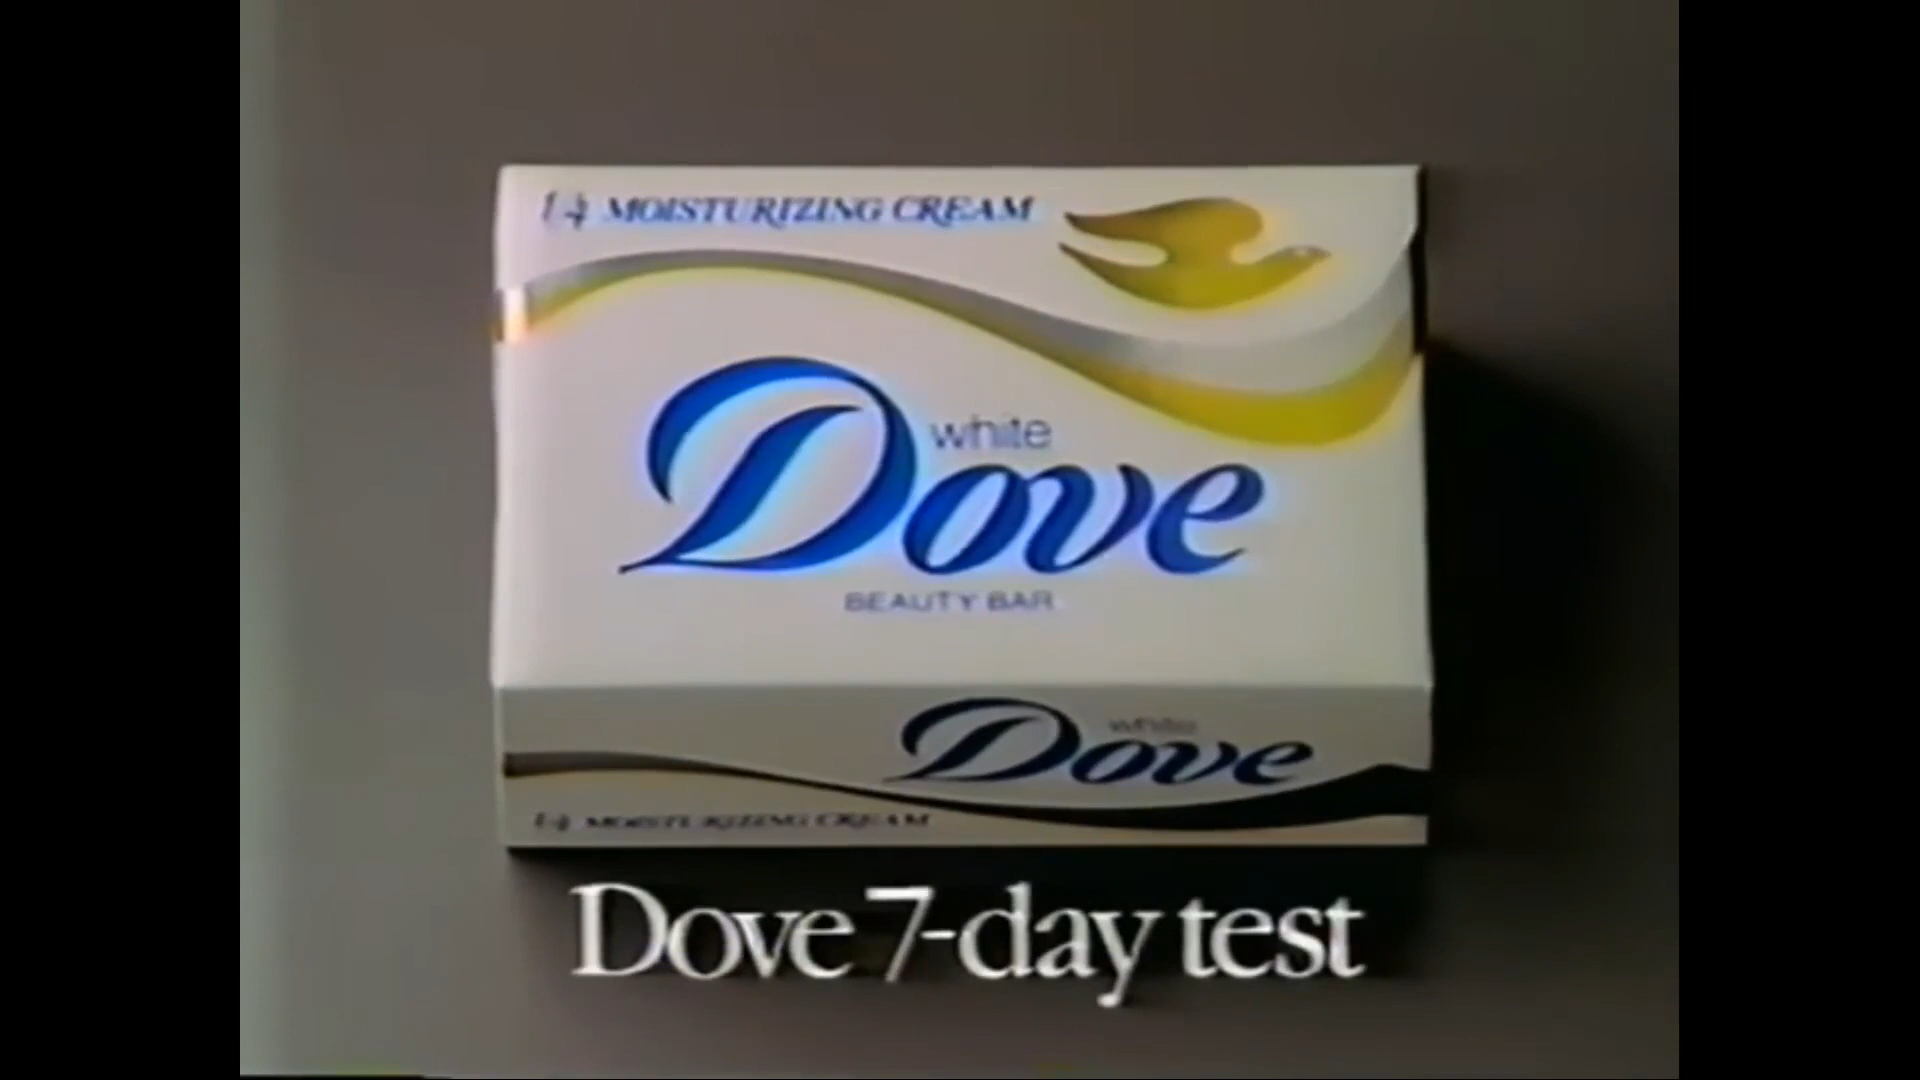 1/4 MOISTURIZING CREAM
white
Dove
BEAUTY BAR
white
Dove
1/4 MOISTURIZING CREAM
Dove 7-day test